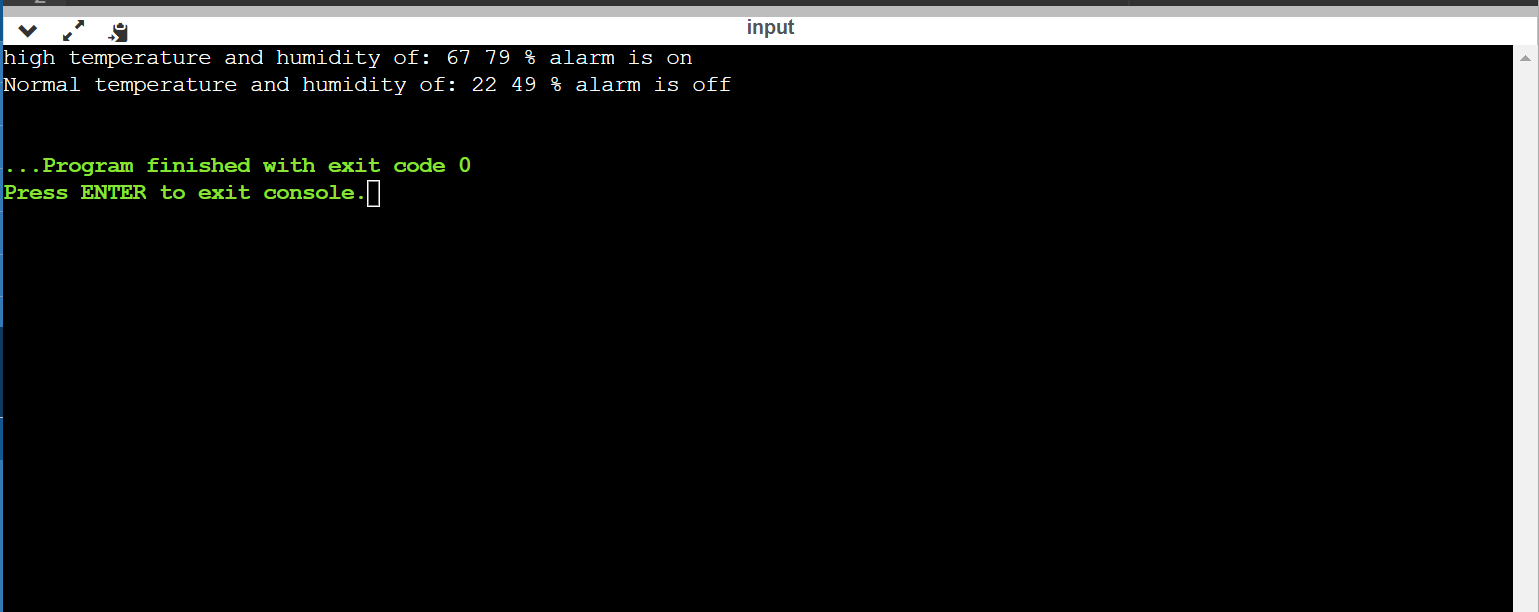 input
high temperature and humidity of: 67 79 % alarm is on
Normal temperature and humidity of: 22 49 % alarm is off
...Program finished with exit code 0
Press ENTER to exit console.